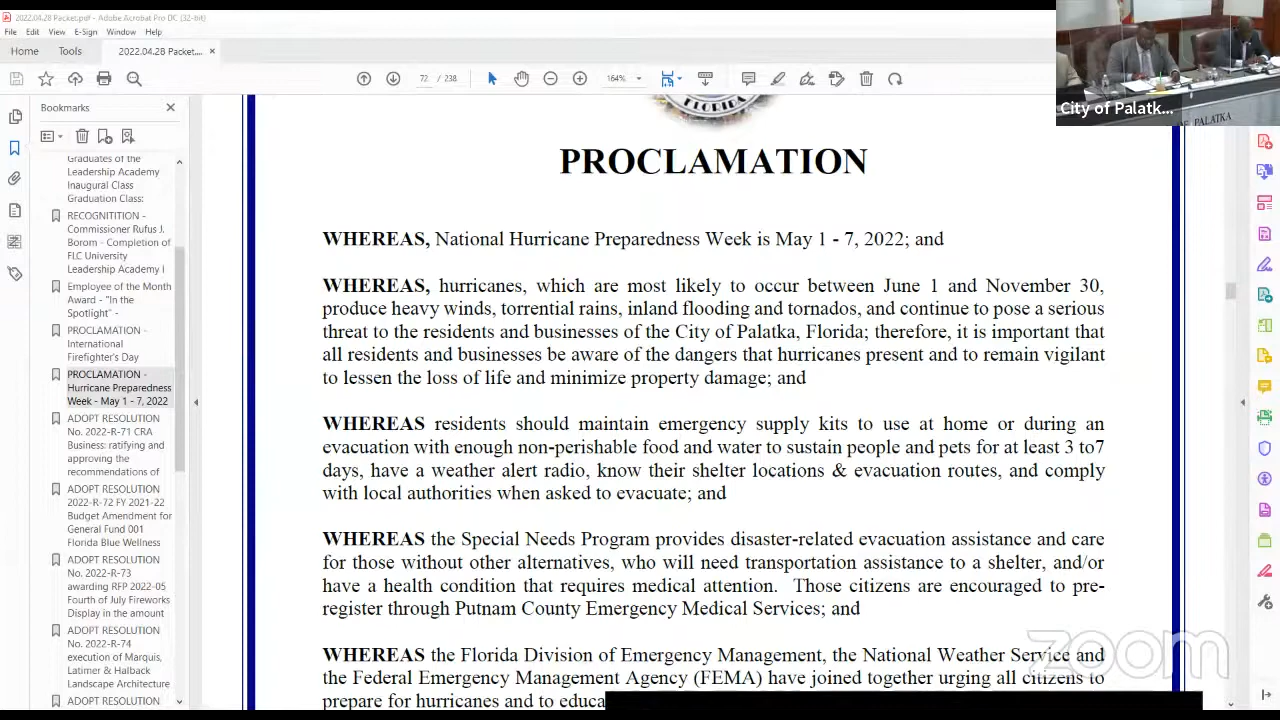 2022.04.28 Packet.pdf - Adobe Acrobat Pro DC (32-bit)
File Edit View E-Sign Window Help
Home Tools 2022.04.28 Packet.... ×
72 / 238 164%
Bookmarks
Graduates of the
Leadership Academy
Inaugural Class
Graduation Class:
RECOGNITITION -
Commissioner Rufus J.
Borom - Completion of
FLC University
Leadership Academy I
Employee of the Month
Award - "In the
Spotlight" -
PROCLAMATION -
International
Firefighter's Day
PROCLAMATION -
Hurricane Preparedness
Week - May 1 - 7, 2022
ADOPT RESOLUTION
No. 2022-R-71 CRA
Business: ratifying and
approving the
recommendations of
ADOPT RESOLUTION
2022-R-72 FY 2021-22
Budget Amendment for
General Fund 001
Florida Blue Wellness
ADOPT RESOLUTION
No. 2022-R-73
awarding RFP 2022-05
Fourth of July Fireworks
Display in the amount
ADOPT RESOLUTION
No. 2022-R-74
execution of Marquis,
Latimer & Halback
Landscape Architecture
ADOPT RESOLUTION
FLORIDA
PROCLAMATION
WHEREAS, National Hurricane Preparedness Week is May 1 - 7, 2022; and
WHEREAS, hurricanes, which are most likely to occur between June 1 and November 30,
produce heavy winds, torrential rains, inland flooding and tornados, and continue to pose a serious
threat to the residents and businesses of the City of Palatka, Florida; therefore, it is important that
all residents and businesses be aware of the dangers that hurricanes present and to remain vigilant
to lessen the loss of life and minimize property damage; and
WHEREAS residents should maintain emergency supply kits to use at home or during an
evacuation with enough non-perishable food and water to sustain people and pets for at least 3 to7
days, have a weather alert radio, know their shelter locations & evacuation routes, and comply
with local authorities when asked to evacuate; and
WHEREAS the Special Needs Program provides disaster-related evacuation assistance and care
for those without other alternatives, who will need transportation assistance to a shelter, and/or
have a health condition that requires medical attention. These citizens are encouraged to pre-
register through Putnam County Emergency Medical Services; and
WHEREAS the Florida Division of Emergency Management, the National Weather Service and
the Federal Emergency Management Agency (FEMA) have joined together urging all citizens to
prepare for hurricanes and to educa
City of Palatk...
OF PALATKA
zoom